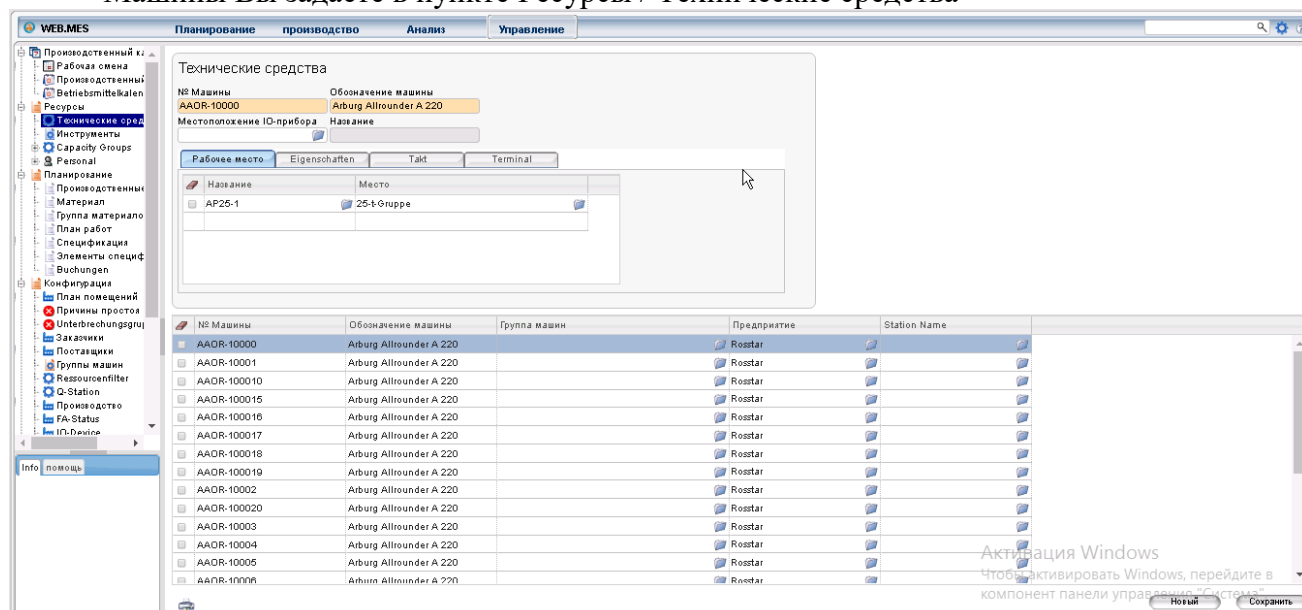 Машины Вы задаете в пункте Ресурсы / Технические средства
WEB.MES
Планирование производство Анализ Управление
Производственный ка
Рабочая смена
Производственный
Betriebsmittelkalen
Ресурсы
Технические сред
Инструменты
Capacity Groups
Personal
Планирование
Производственные
Материал
Группа материало
План работ
Спецификация
Элементы специф
Buchungen
Конфигурация
План помещений
Причины простоя
Unterbrechungsgru
Заказчики
Поставщики
Группы машин
Ressourcenfilter
Q-Station
Производство
FA-Status
IO-Device
Info помощь
Технические средства
№ Машины Обозначение машины
AAOR-10000 Arburg Allrounder A 220
Местоположение IO-прибора Название
Рабочее место Eigenschaften Takt Terminal
Название Место
AP25-1 25-t-Gruppe
№ Машины Обозначение машины Группа машин Предприятие Station Name
AAOR-10000 Arburg Allrounder A 220 Rosstar
AAOR-10001 Arburg Allrounder A 220 Rosstar
AAOR-100010 Arburg Allrounder A 220 Rosstar
AAOR-100015 Arburg Allrounder A 220 Rosstar
AAOR-100016 Arburg Allrounder A 220 Rosstar
AAOR-100017 Arburg Allrounder A 220 Rosstar
AAOR-100018 Arburg Allrounder A 220 Rosstar
AAOR-100019 Arburg Allrounder A 220 Rosstar
AAOR-10002 Arburg Allrounder A 220 Rosstar
AAOR-100020 Arburg Allrounder A 220 Rosstar
AAOR-10003 Arburg Allrounder A 220 Rosstar
AAOR-10004 Arburg Allrounder A 220 Rosstar
AAOR-10005 Arburg Allrounder A 220 Rosstar
AAOR-10006 Arburg Allrounder A 220 Rosstar
Активация Windows
Чтобы активировать Windows, перейдите в
компонент панели управления "Система".
Новый Сохранить